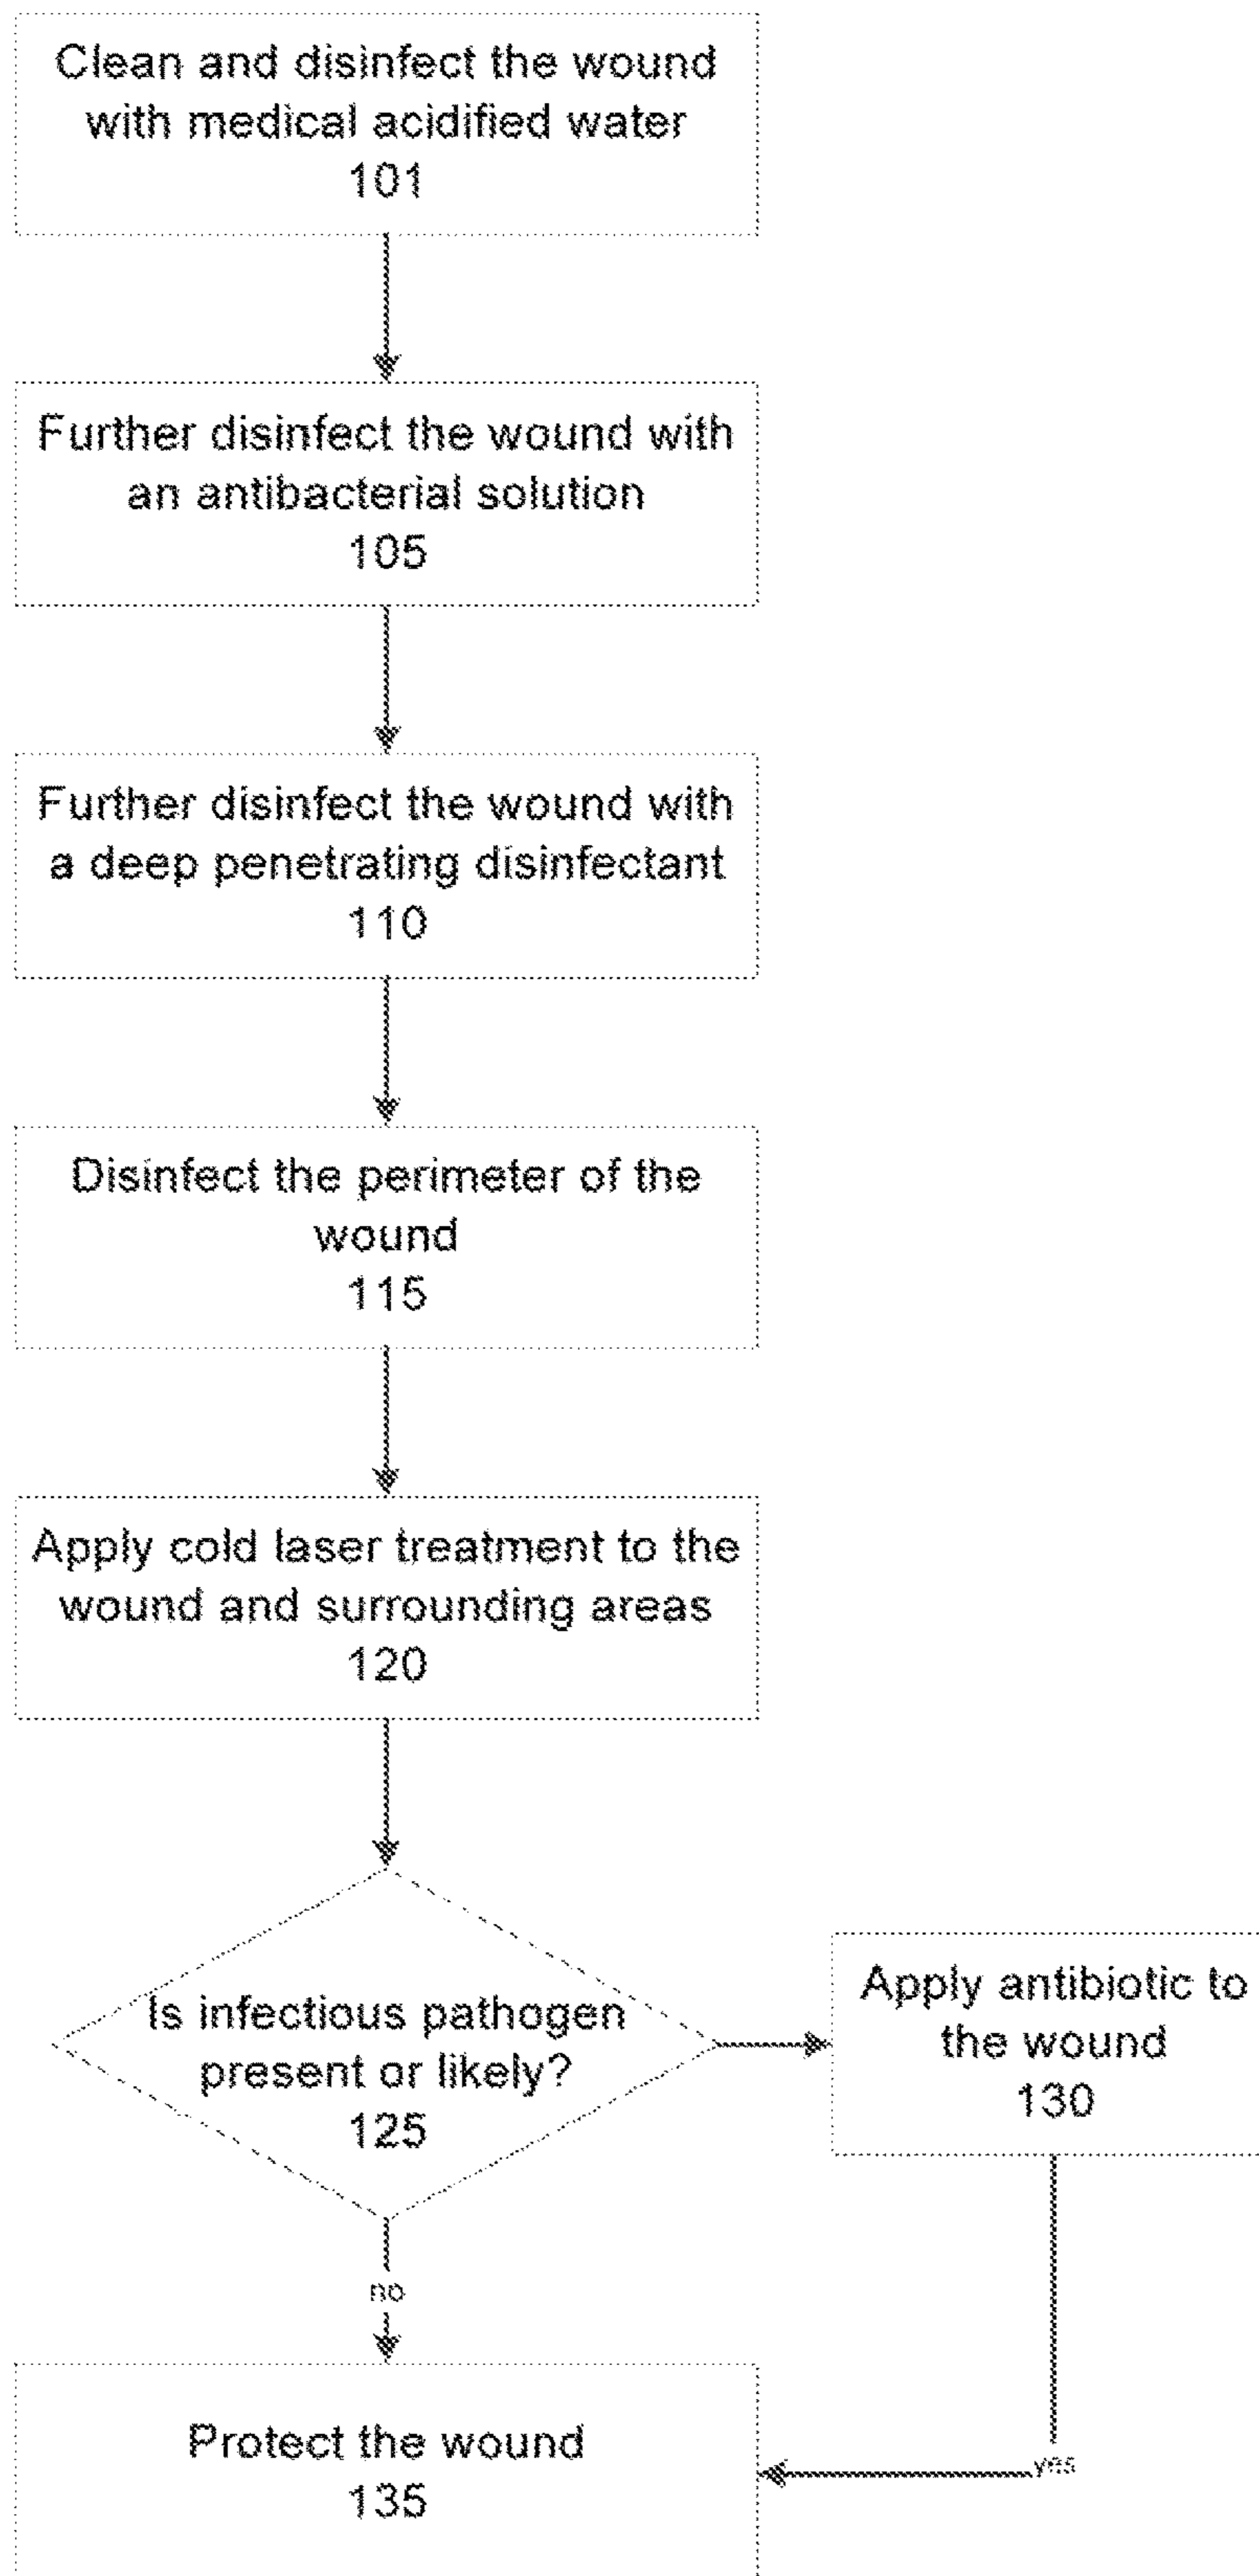 Clean and disinfect the wound
with medical acidified water
101
Further disinfect the wound with
an antibacterial solution
105
Further disinfect the wound with
a deep penetrating disinfectant
110
Disinfect the perimeter of the
wound
115
Apply cold laser treatment to the
wound and surrounding areas
120
Is infectious pathogen
present or likely?
125
Apply antibiotic to
the wound
130
no
yes
Protect the wound
135